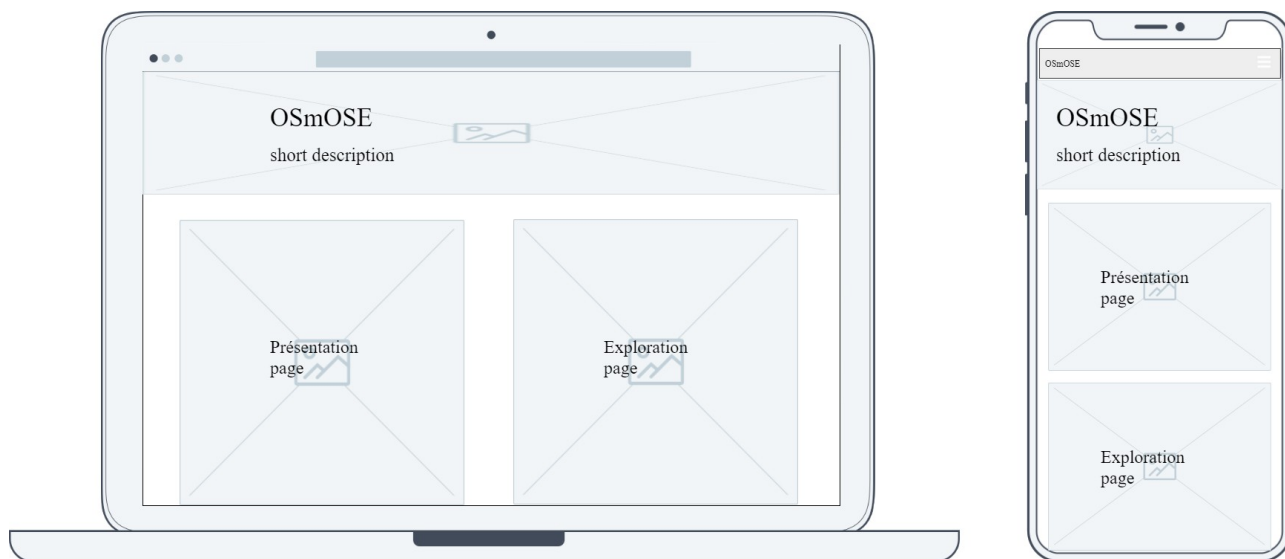 OSmOSE
short description
Présentation
page
Exploration
page
OSmOSE
OSmOSE
short description
Présentation
page
Exploration
page